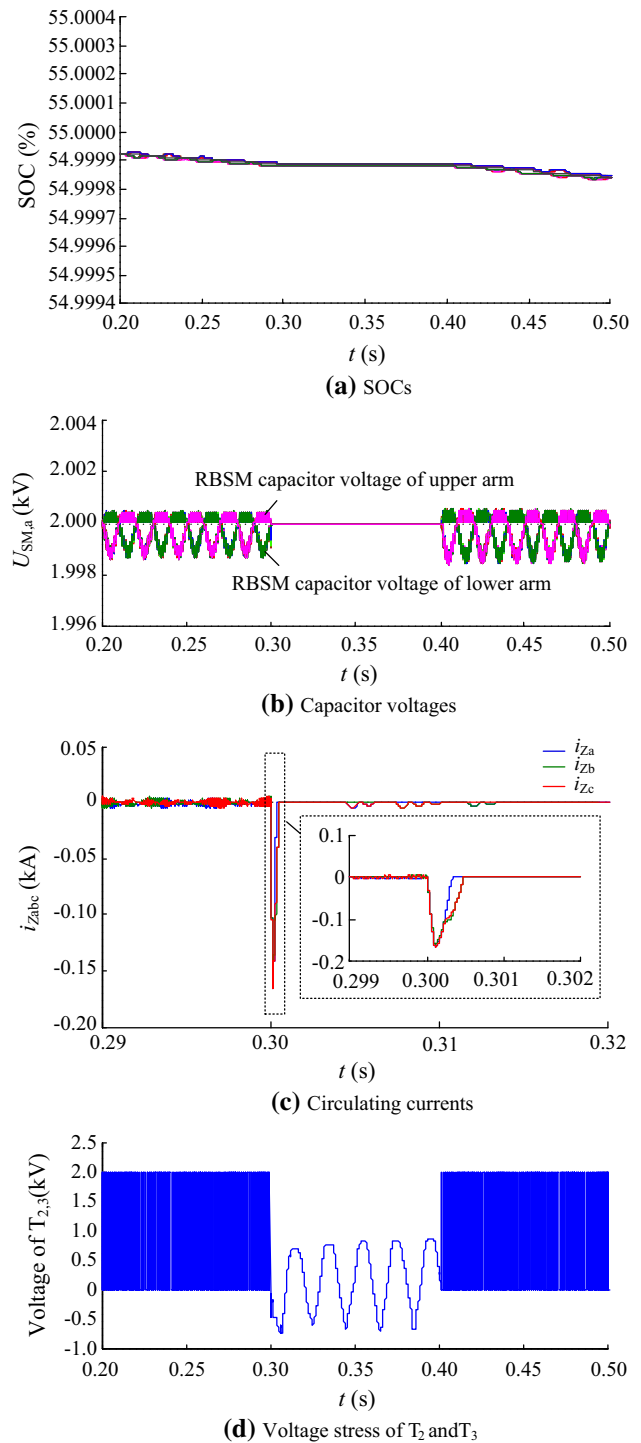 55.0004
55.0003
55.0002
55.0001
55.0000
54.9999
54.9998
54.9997
54.9996
54.9995
54.9994
SOC (%)
0.20 0.25 0.30 0.35 0.40 0.45 0.50
t (s)
(a) SOCs
2.004
2.002
2.000
1.998
1.996
U_SM,a (kV)
RBSM capacitor voltage of upper arm
RBSM capacitor voltage of lower arm
0.20 0.25 0.30 0.35 0.40 0.45 0.50
t (s)
(b) Capacitor voltages
0.05
0
-0.05
-0.10
-0.15
-0.20
i_Zabc (kA)
i_Za
i_Zb
i_Zc
0.1
0
-0.1
-0.2
0.299 0.300 0.301 0.302
0.29 0.30 0.31 0.32
t (s)
(c) Circulating currents
2.5
2.0
1.5
1.0
0.5
0
-0.5
-1.0
Voltage of T_2,3(kV)
0.20 0.25 0.30 0.35 0.40 0.45 0.50
t (s)
(d) Voltage stress of T_2 andT_3